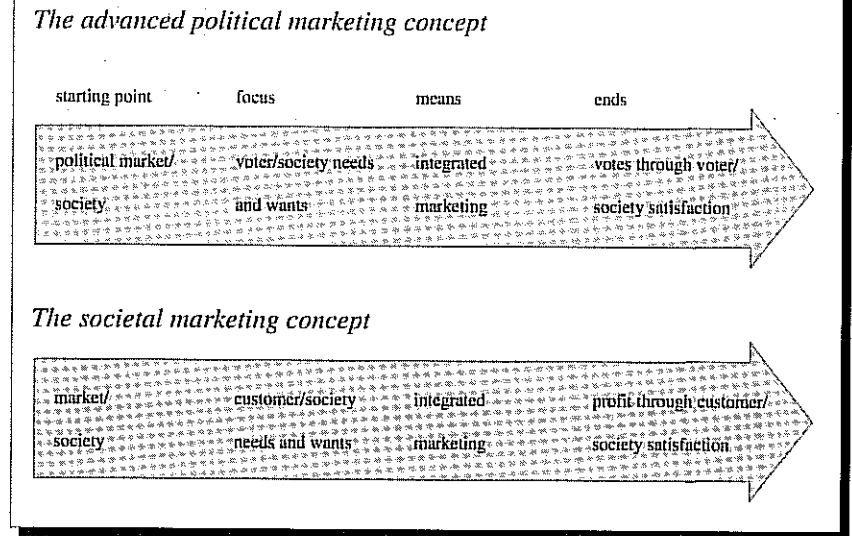 The advanced political marketing concept
starting point focus means ends
political market/ voter/society needs integrated votes through voter/
society and wants marketing society satisfaction
The societal marketing concept
market/ customer/society integrated profit through customer/
society needs and wants marketing society satisfaction